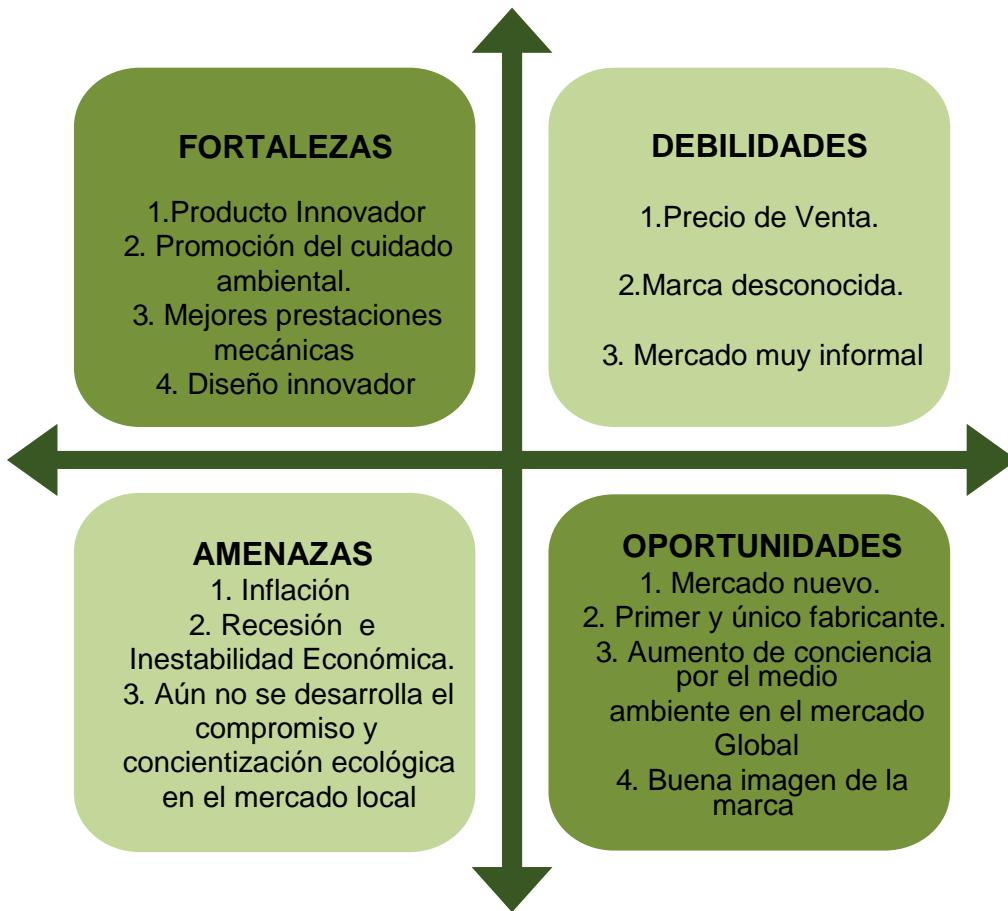 FORTALEZAS
1.Producto Innovador
2. Promoción del cuidado
ambiental.
3. Mejores prestaciones
mecánicas
4. Diseño innovador
DEBILIDADES
1.Precio de Venta.
2.Marca desconocida.
3. Mercado muy informal
AMENAZAS
1. Inflación
2. Recesión e
Inestabilidad Económica.
3. Aún no se desarrolla el
compromiso y
concientización ecológica
en el mercado local
OPORTUNIDADES
1. Mercado nuevo.
2. Primer y único fabricante.
3. Aumento de conciencia
por el medio
ambiente en el mercado
Global
4. Buena imagen de la
marca